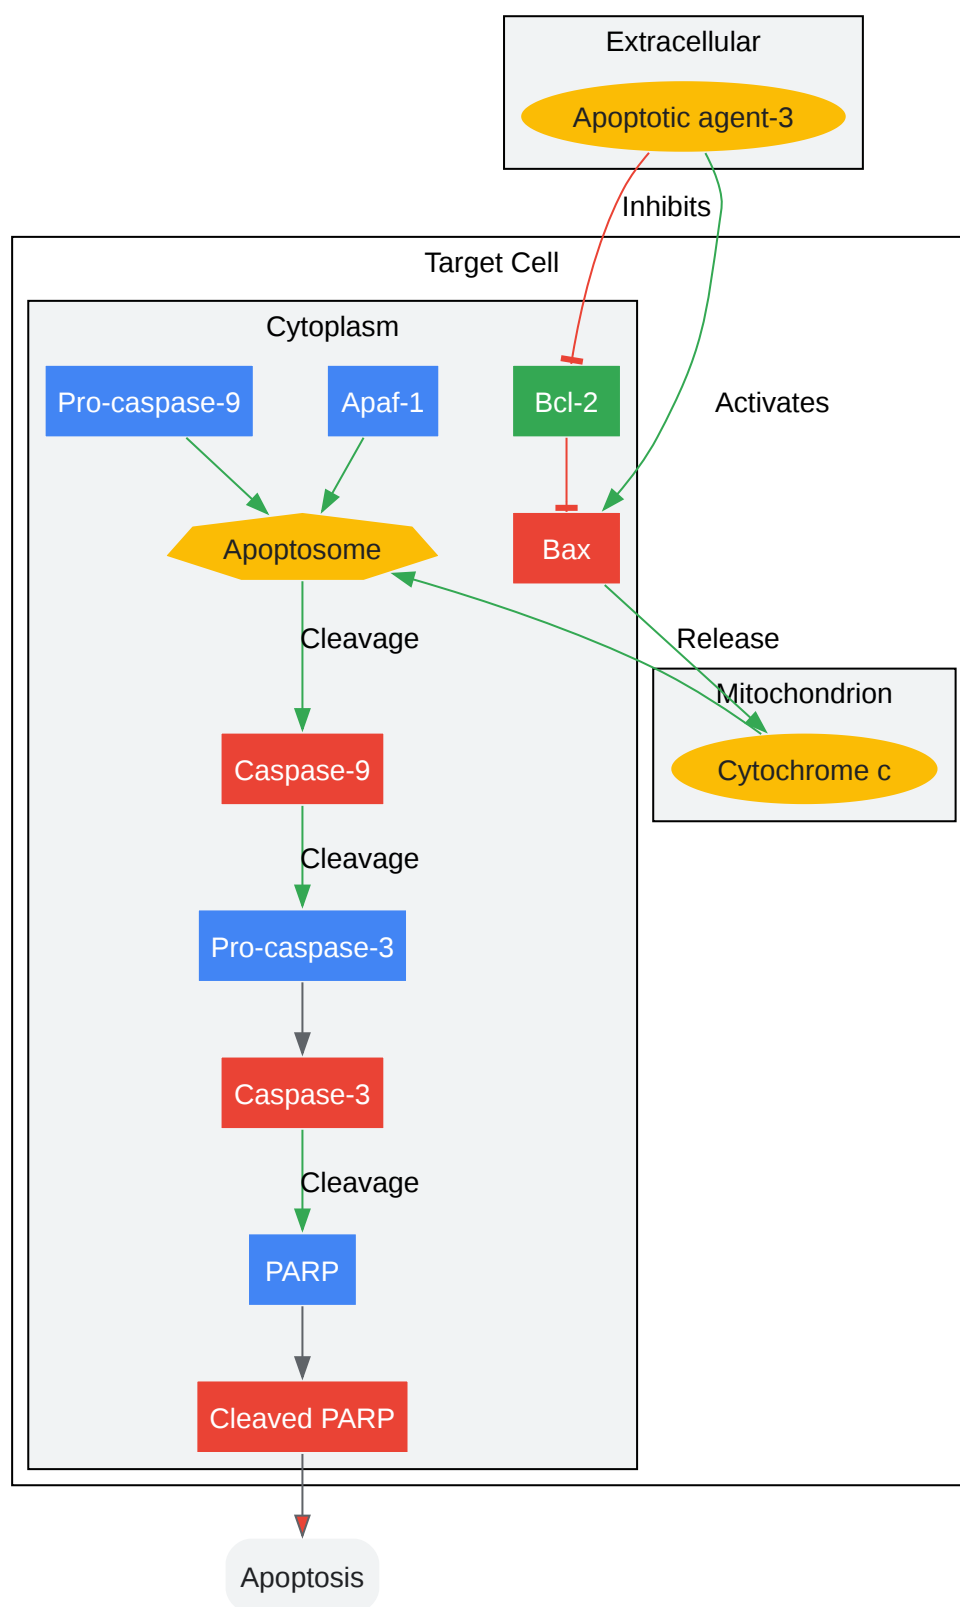 Extracellular
Apoptotic agent-3
Inhibits
Target Cell
Cytoplasm
Pro-caspase-9
Apaf-1
Bcl-2
Activates
Apoptosome
Bax
Cleavage
Release
Mitochondrion
Caspase-9
Cytochrome c
Cleavage
Pro-caspase-3
Caspase-3
Cleavage
PARP
Cleaved PARP
Apoptosis